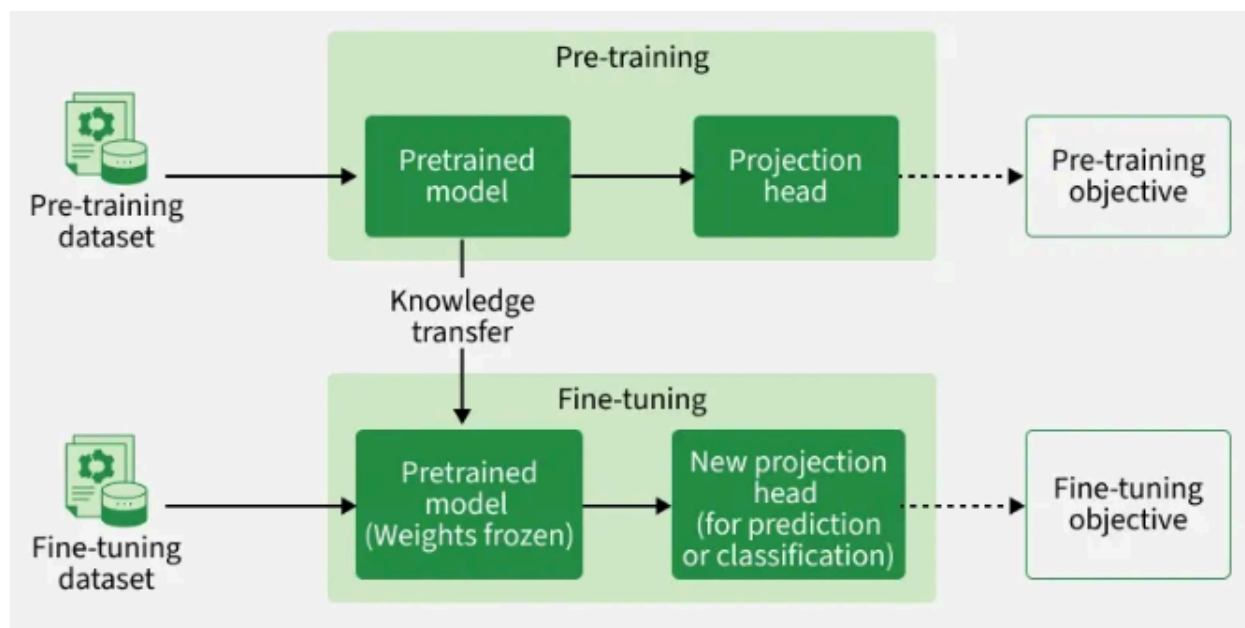 Pre-training
Pretrained
model
Projection
head
Pre-training
objective
Pre-training
dataset
Knowledge
transfer
Fine-tuning
Pretrained
model
(Weights frozen)
New projection
head
(for prediction
or classification)
Fine-tuning
objective
Fine-tuning
dataset